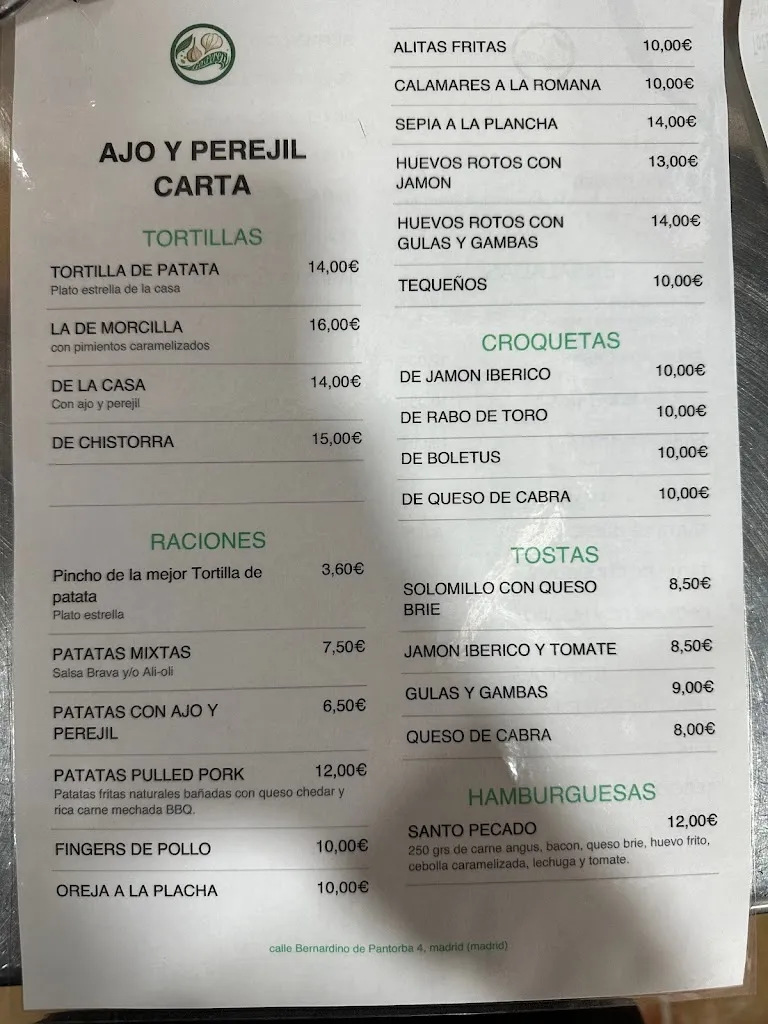 AJO Y PEREJIL
CARTA
TORTILLAS
TORTILLA DE PATATA 14,00€
Plato estrella de la casa
LA DE MORCILLA 16,00€
con pimientos caramelizados
DE LA CASA 14,00€
Con ajo y perejil
DE CHISTORRA 15,00€
RACIONES
Pincho de la mejor Tortilla de 3,60€
patata
Plato estrella
PATATAS MIXTAS 7,50€
Salsa Brava y/o Ali-oli
PATATAS CON AJO Y 6,50€
PEREJIL
PATATAS PULLED PORK 12,00€
Patatas fritas naturales bañadas con queso chedar y
rica carne mechada BBQ.
FINGERS DE POLLO 10,00€
OREJA A LA PLACHA 10,00€
ALITAS FRITAS 10,00€
CALAMARES A LA ROMANA 10,00€
SEPIA A LA PLANCHA 14,00€
HUEVOS ROTOS CON 13,00€
JAMON
HUEVOS ROTOS CON 14,00€
GULAS Y GAMBAS
TEQUEÑOS 10,00€
CROQUETAS
DE JAMON IBERICO 10,00€
DE RABO DE TORO 10,00€
DE BOLETUS 10,00€
DE QUESO DE CABRA 10,00€
TOSTAS
SOLOMILLO CON QUESO 8,50€
BRIE
JAMON IBERICO Y TOMATE 8,50€
GULAS Y GAMBAS 9,00€
QUESO DE CABRA 8,00€
HAMBURGUESAS
SANTO PECADO 12,00€
250 grs de carne angus, bacon, queso brie, huevo frito,
cebolla caramelizada, lechuga y tomate.
calle Bernardino de Pantorba 4, madrid (madrid)